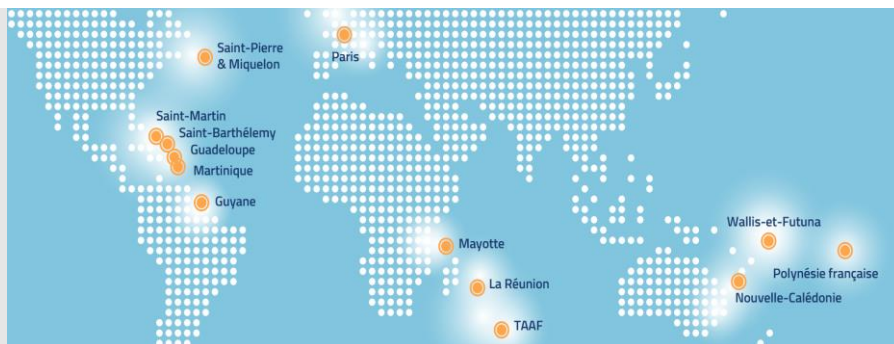 Saint-Pierre
& Miquelon
Paris
Saint-Martin
Saint-Barthélemy
Guadeloupe
Martinique
Guyane
Mayotte
La Réunion
TAAF
Wallis-et-Futuna
Polynésie française
Nouvelle-Calédonie